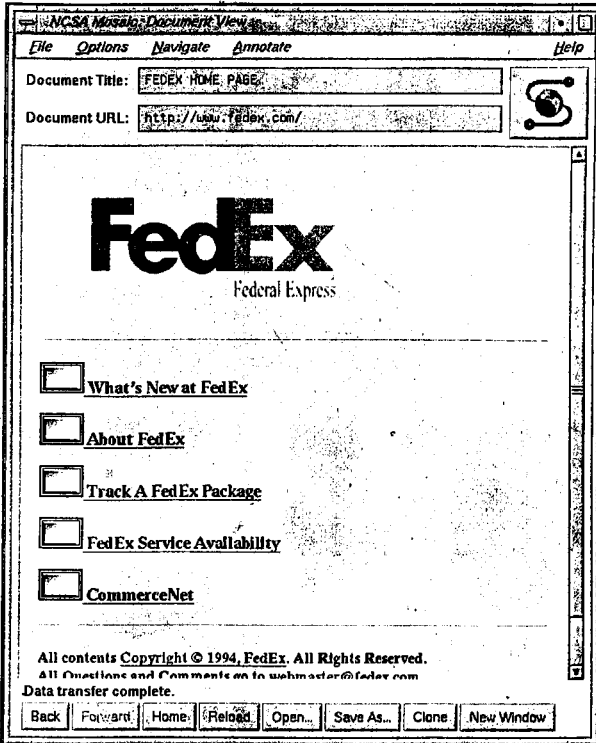 NCSA Mosaic: Document View
File Options Navigate Annotate Help
Document Title: FEDEX HOME PAGE
Document URL: http://www.fedex.com/
FedEx
Federal Express
What's New at FedEx
About FedEx
Track A FedEx Package
FedEx Service Availability
CommerceNet
All contents Copyright © 1994, FedEx. All Rights Reserved.
All Questions and Comments go to webmaster@fedex.com
Data transfer complete.
Back Forward Home Reload Open... Save As... Clone New Window